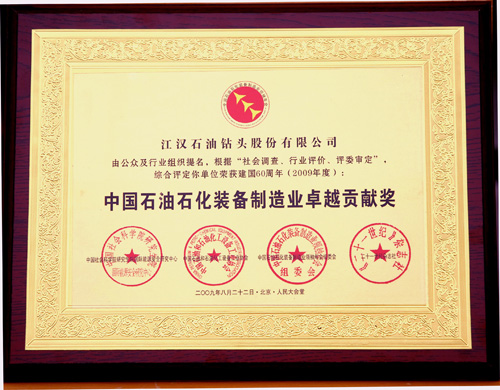 江汉石油钻头股份有限公司
由公众及行业组织提名，根据“社会调查、行业评价、评委审定”，
综合评定你单位荣获建国60周年（2009年度）：
中国石油石化装备制造业卓越贡献奖
组委会
二〇〇九年八月二十二日·北京·人民大会堂